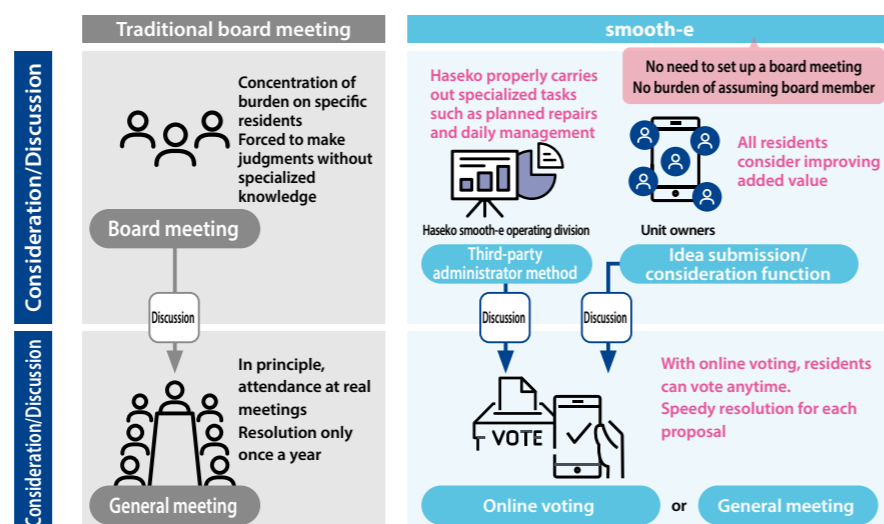 Traditional board meeting
smooth-e
Consideration/Discussion
Concentration of
burden on specific
residents
Forced to make
judgments without
specialized
knowledge
Board meeting
Discussion
Haseko properly carries
out specialized tasks
such as planned repairs
and daily management
No need to set up a board meeting
No burden of assuming board member
All residents
consider improving
added value
Haseko smooth-e operating division
Unit owners
Third-party
administrator method
Idea submission/
consideration function
Discussion
Discussion
Consideration/Discussion
In principle,
attendance at real
meetings
Resolution only
once a year
General meeting
VOTE
With online voting, residents
can vote anytime.
Speedy resolution for each
proposal
Online voting
or
General meeting